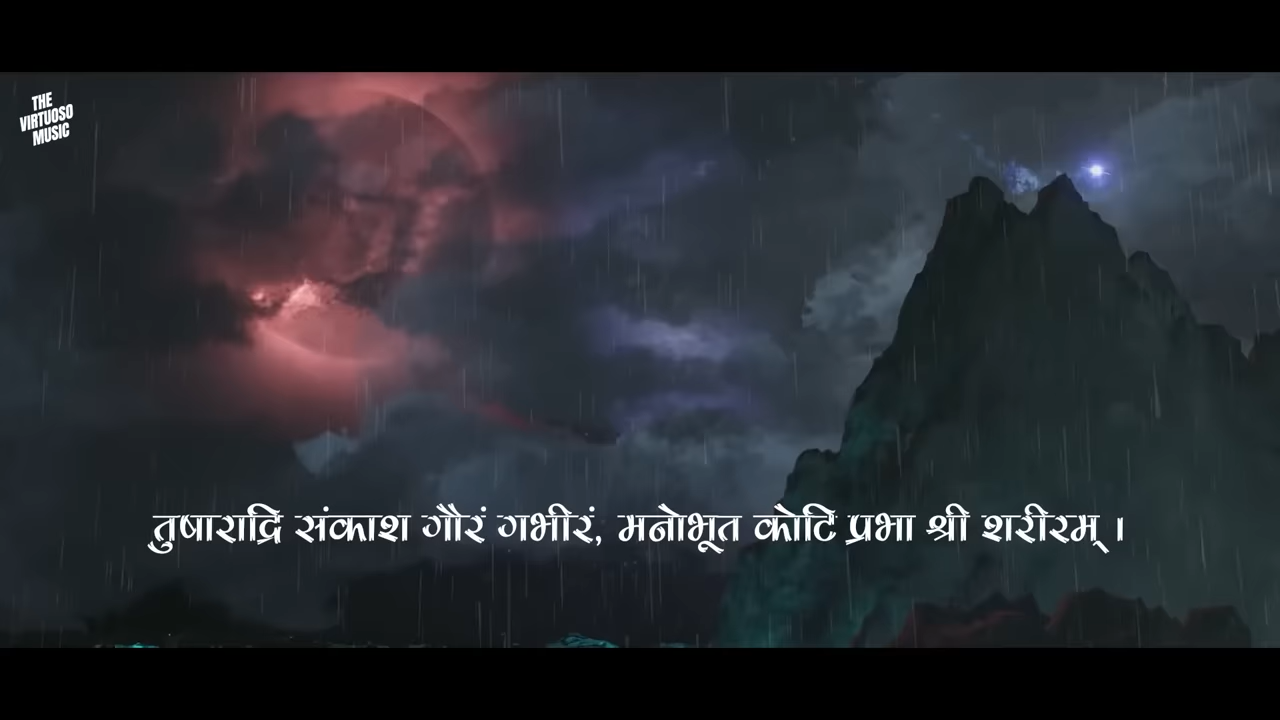 THE
VIRTUOSO
MUSIC
तुषाराद्रि संकाश गौरं गभीरं, मनोभूत कोटि प्रभा श्री शरीरम् ।